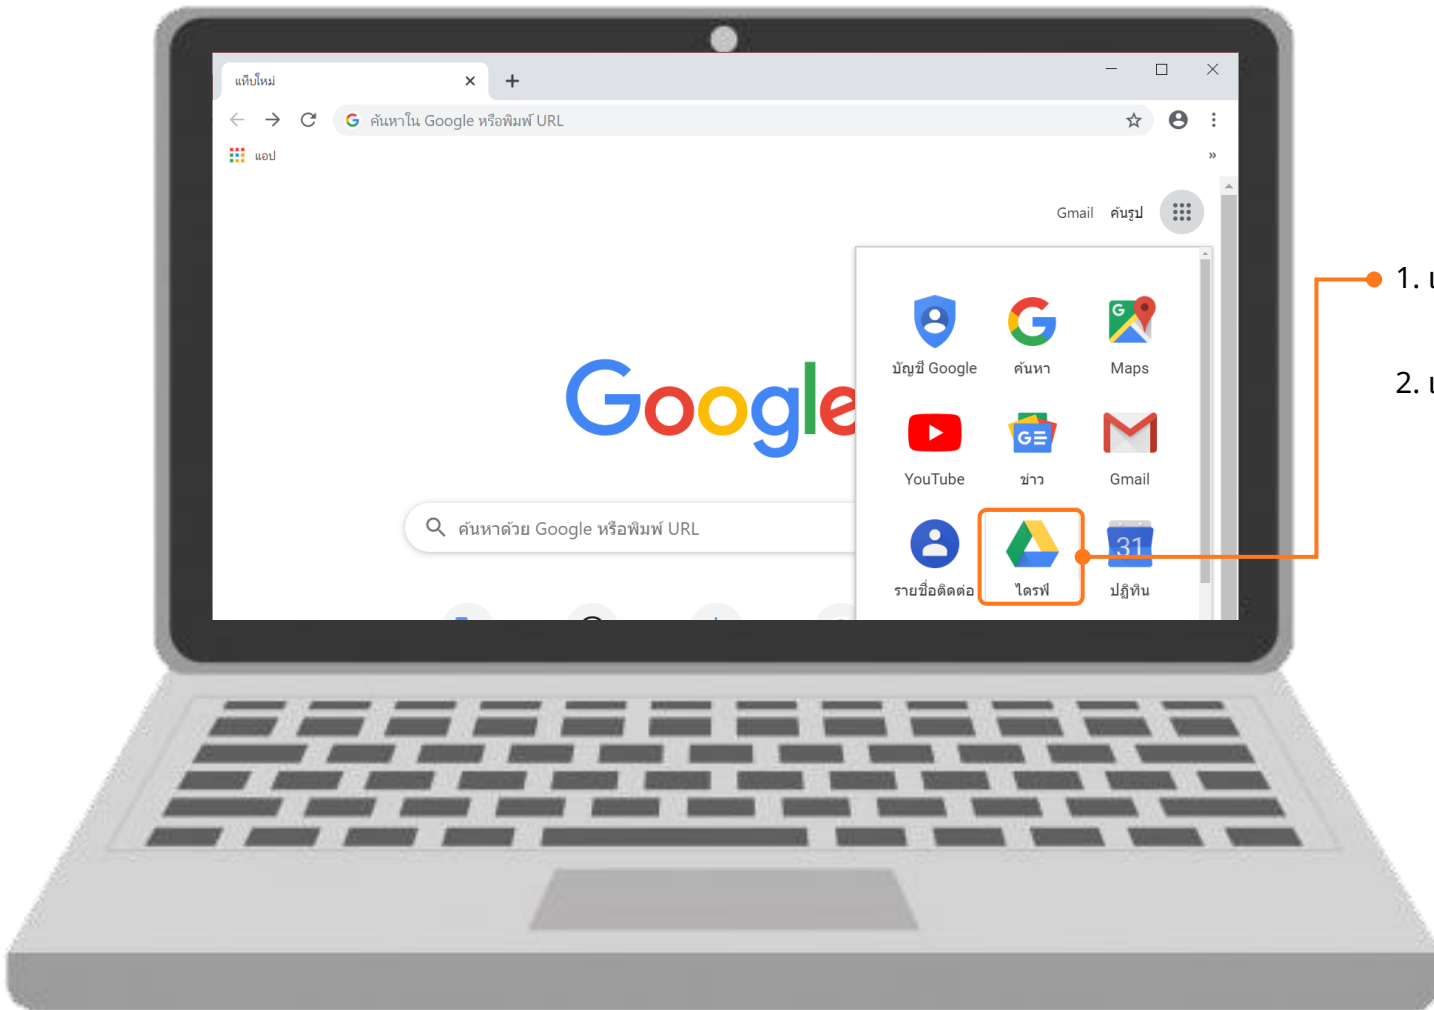 แท็บใหม่
ค้นหาใน Google หรือพิมพ์ URL
แอป
Gmail ค้นรูป
Google
บัญชี Google ค้นหา Maps
YouTube ข่าว Gmail
ค้นหาด้วย Google หรือพิมพ์ URL
31
รายชื่อติดต่อ ไดรฟ์ ปฏิทิน
1. เ
2. เ